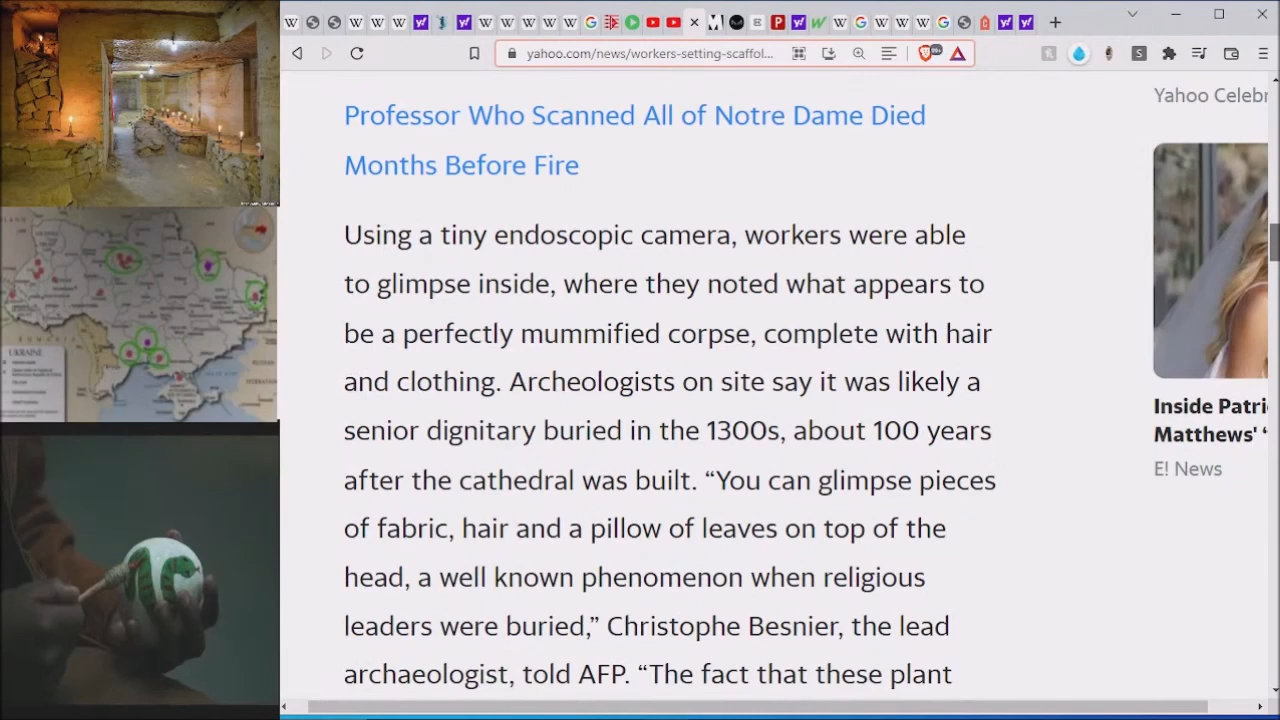 yahoo.com/news/workers-setting-scaffol...
99+
Professor Who Scanned All of Notre Dame Died
Months Before Fire
Using a tiny endoscopic camera, workers were able
to glimpse inside, where they noted what appears to
be a perfectly mummified corpse, complete with hair
and clothing. Archeologists on site say it was likely a
senior dignitary buried in the 1300s, about 100 years
after the cathedral was built. “You can glimpse pieces
of fabric, hair and a pillow of leaves on top of the
head, a well known phenomenon when religious
leaders were buried,” Christophe Besnier, the lead
archaeologist, told AFP. “The fact that these plant
Yahoo Celebr
Inside Patri
Matthews' ‘
E! News
UKRAINE